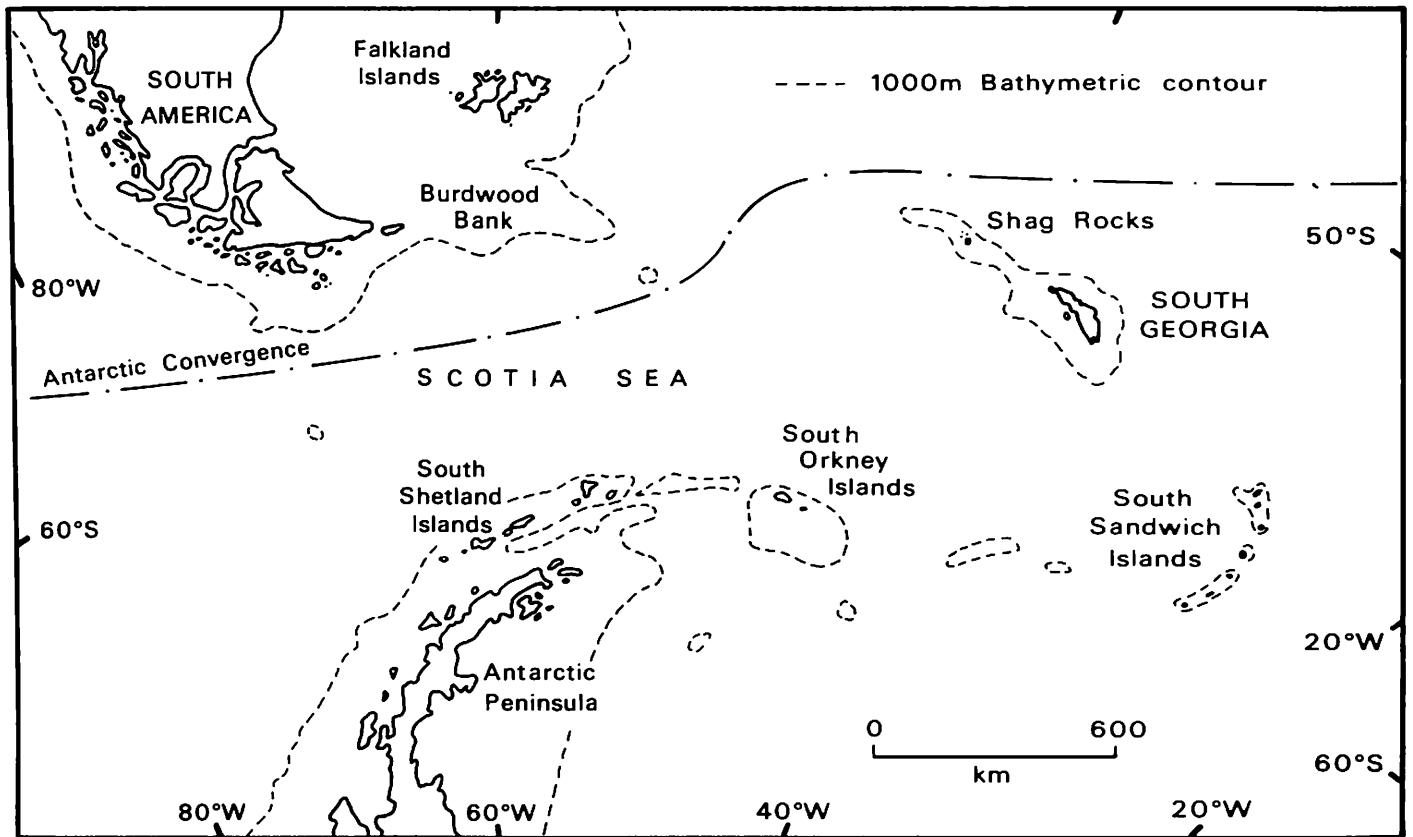 SOUTH
AMERICA
Falkland
Islands
1000m Bathymetric contour
Burdwood
Bank
Shag Rocks
50°S
80°W
SOUTH
GEORGIA
Antarctic Convergence
SCOTIA SEA
South
Orkney
Islands
South
Shetland
Islands
South
Sandwich
Islands
60°S
20°W
Antarctic
Peninsula
0 600
km
60°S
80°W
60°W
40°W
20°W